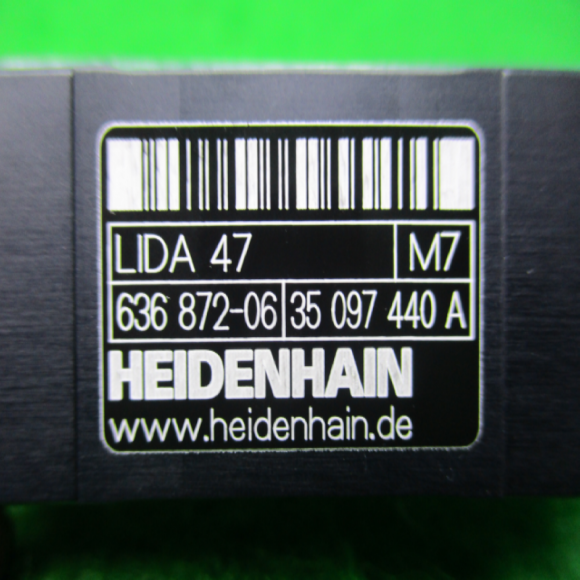 LIDA 47 M7
636 872-06 35 097 440 A
HEIDENHAIN
www.heidenhain.de